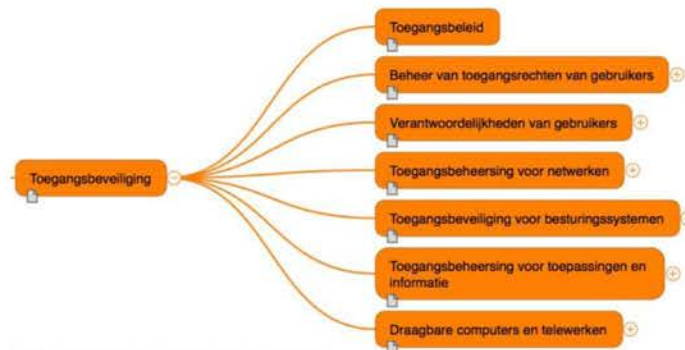 Toegangsbeleid
Beheer van toegangsrechten van gebruikers
Verantwoordelijkheden van gebruikers
Toegangsbeveiliging
Toegangsbeheersing voor netwerken
Toegangsbeveiliging voor besturingssystemen
Toegangsbeheersing voor toepassingen en
informatie
Draagbare computers en telewerken